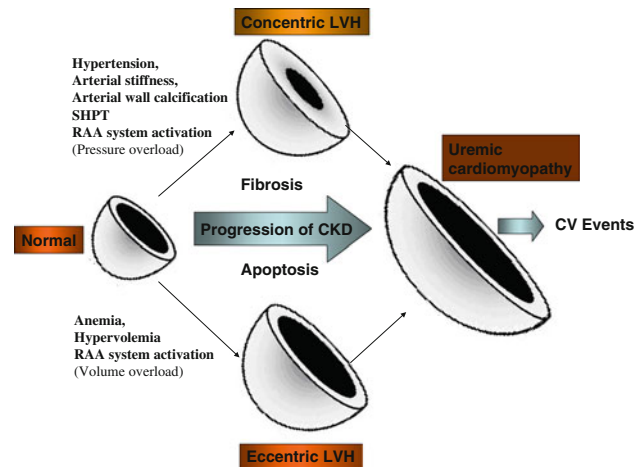 Concentric LVH
Hypertension,
Arterial stiffness,
Arterial wall calcification
SHPT
RAA system activation
(Pressure overload)
Uremic
cardiomyopathy
Fibrosis
Normal
Progression of CKD
CV Events
Apoptosis
Anemia,
Hypervolemia
RAA system activation
(Volume overload)
Eccentric LVH